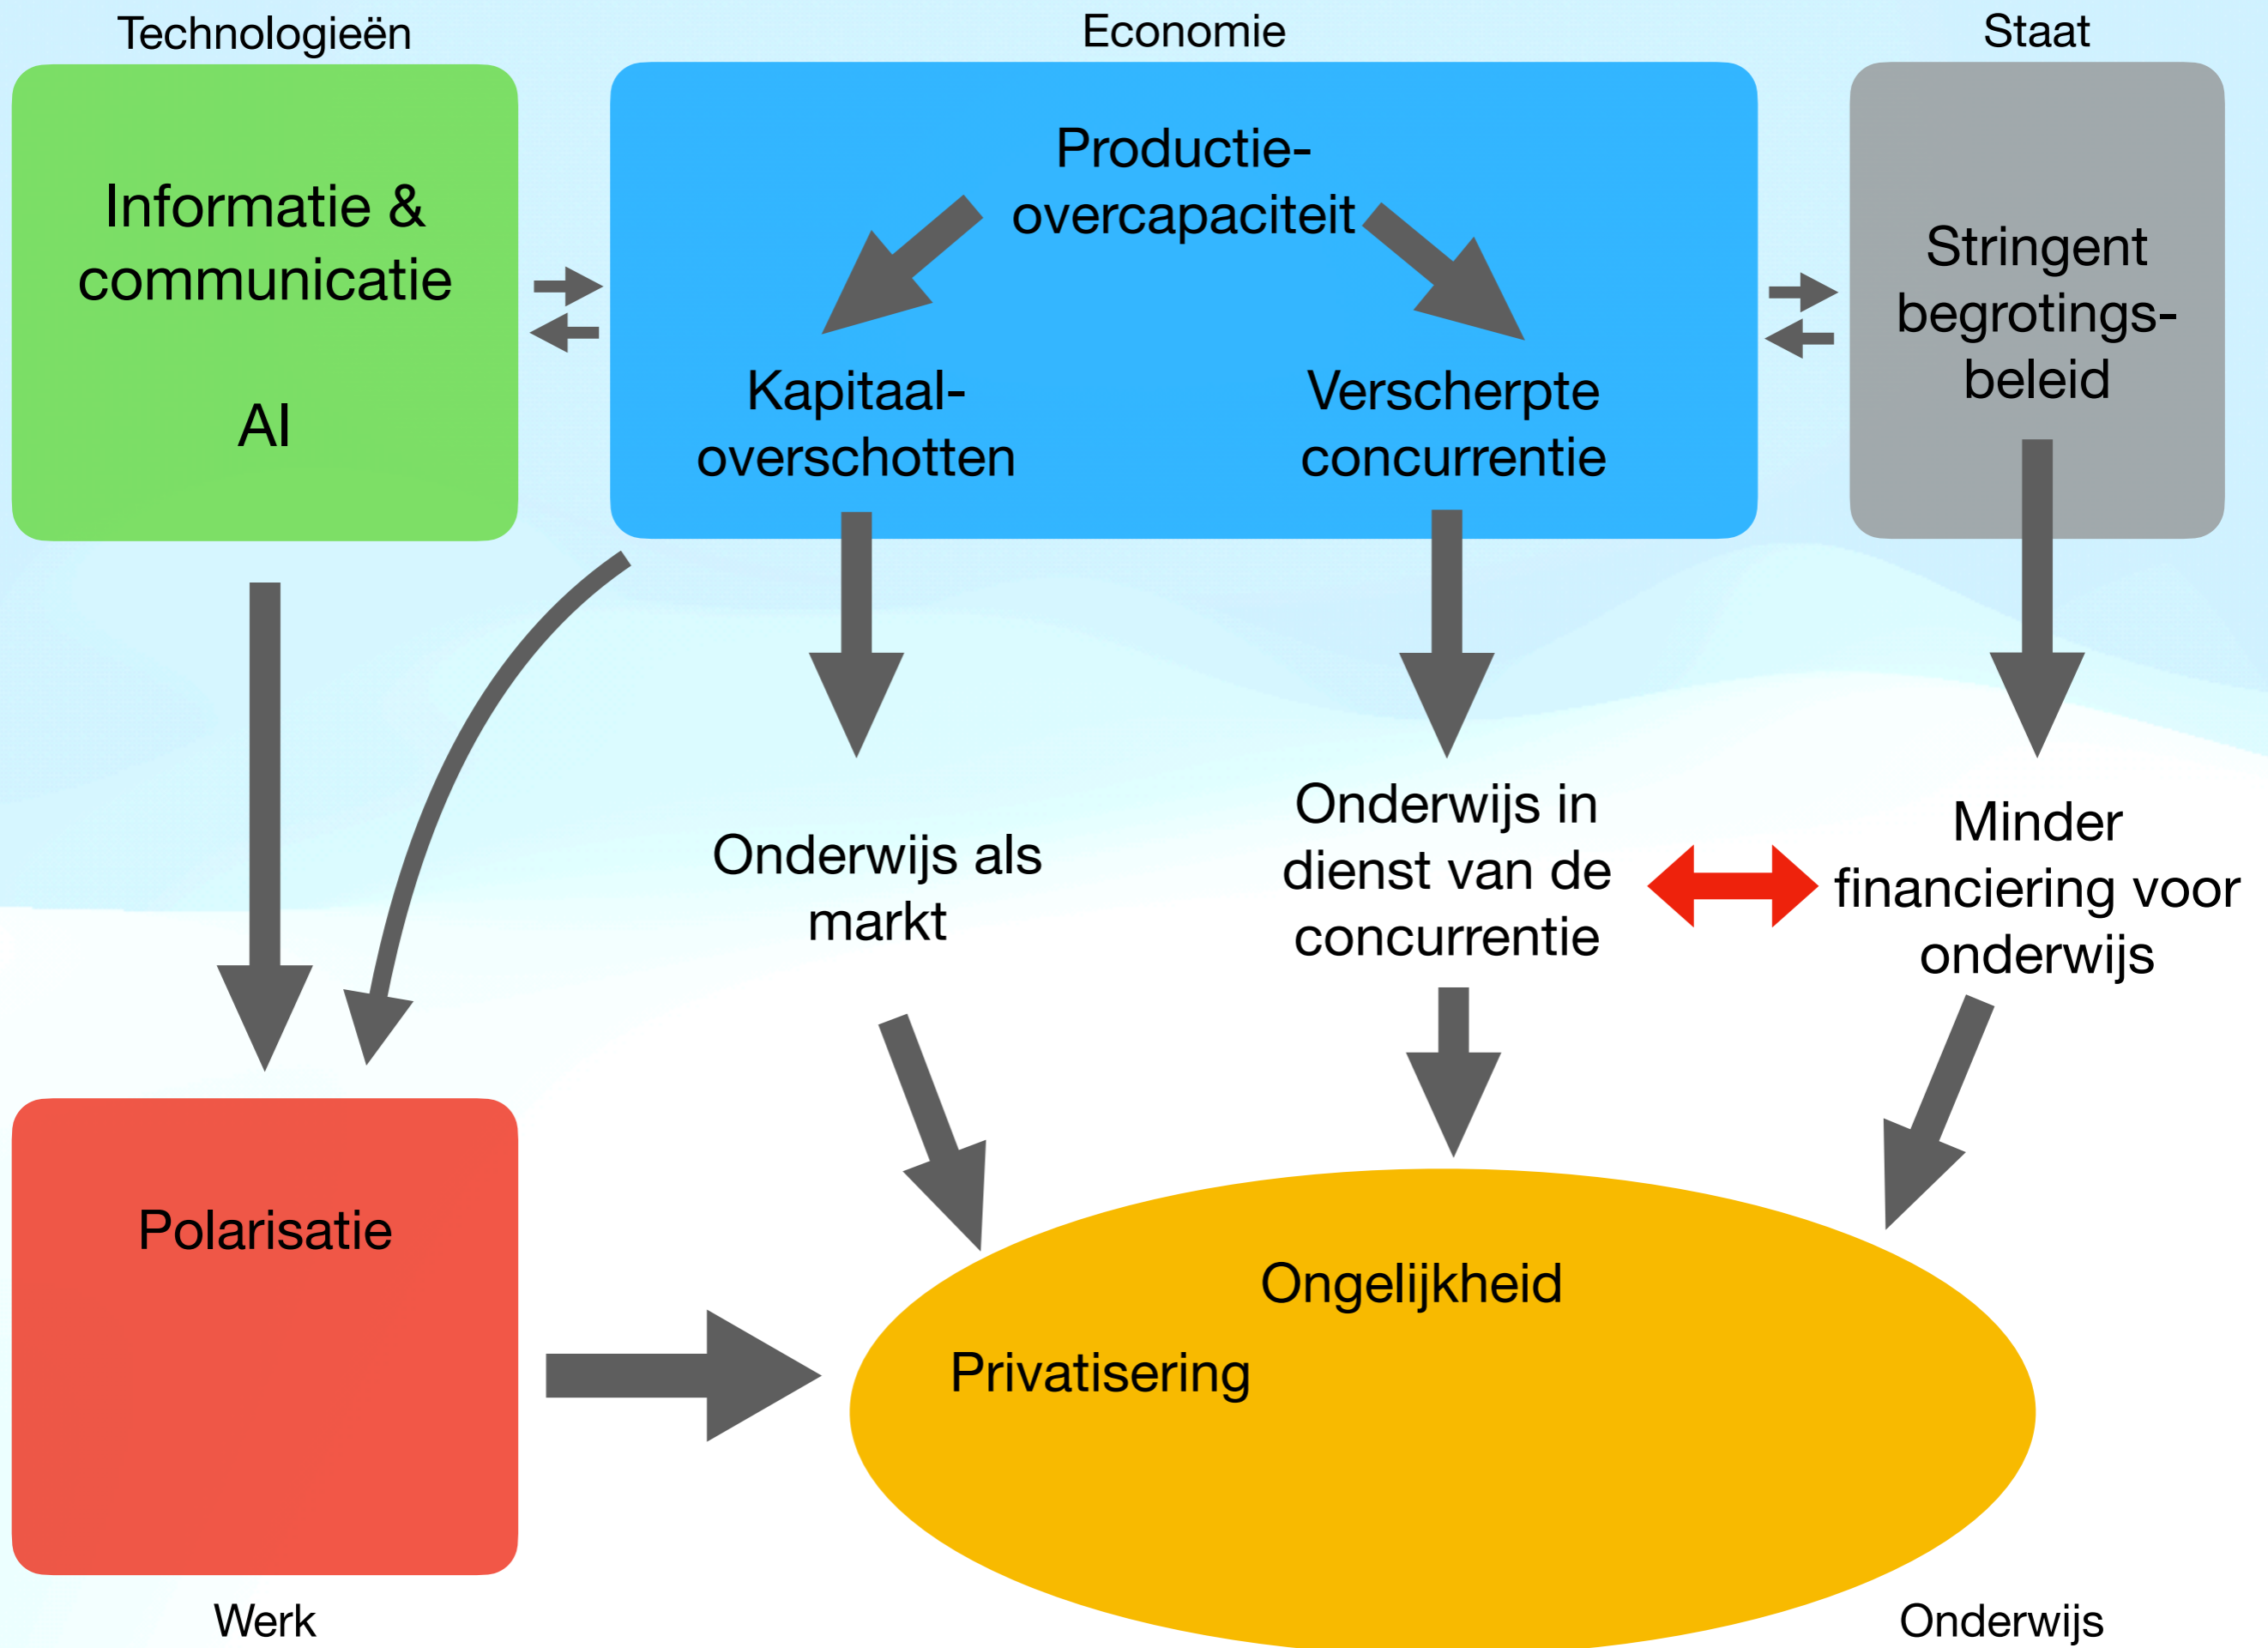 Technologieën
Economie
Staat
Informatie &
communicatie
AI
Productie-
overcapaciteit
Kapitaal-
overschotten
Verscherpte
concurrentie
Stringent
begrotings-
beleid
Onderwijs als
markt
Onderwijs in
dienst van de
concurrentie
Minder
financiering voor
onderwijs
Polarisatie
Ongelijkheid
Privatisering
Werk
Onderwijs